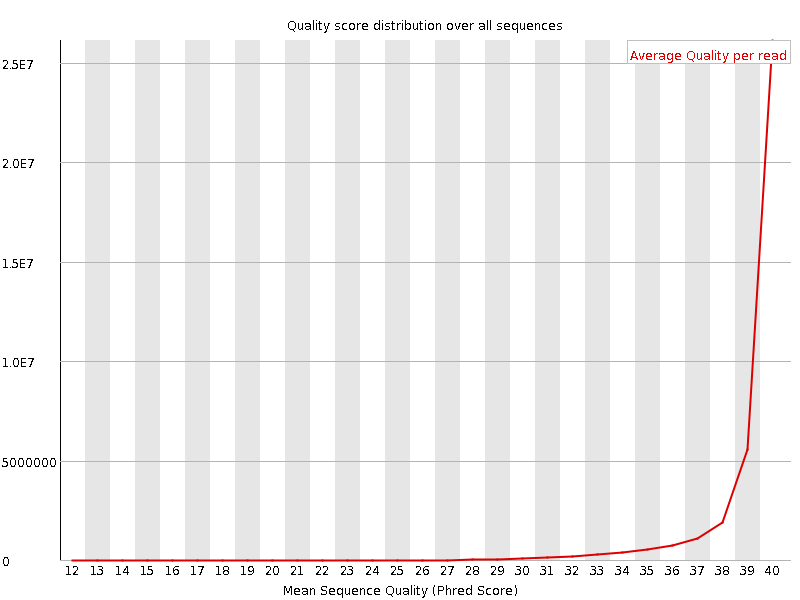 Quality score distribution over all sequences
Average Quality per read
2.5E7
2.0E7
1.5E7
1.0E7
5000000
0
12 13 14 15 16 17 18 19 20 21 22 23 24 25 26 27 28 29 30 31 32 33 34 35 36 37 38 39 40
Mean Sequence Quality (Phred Score)